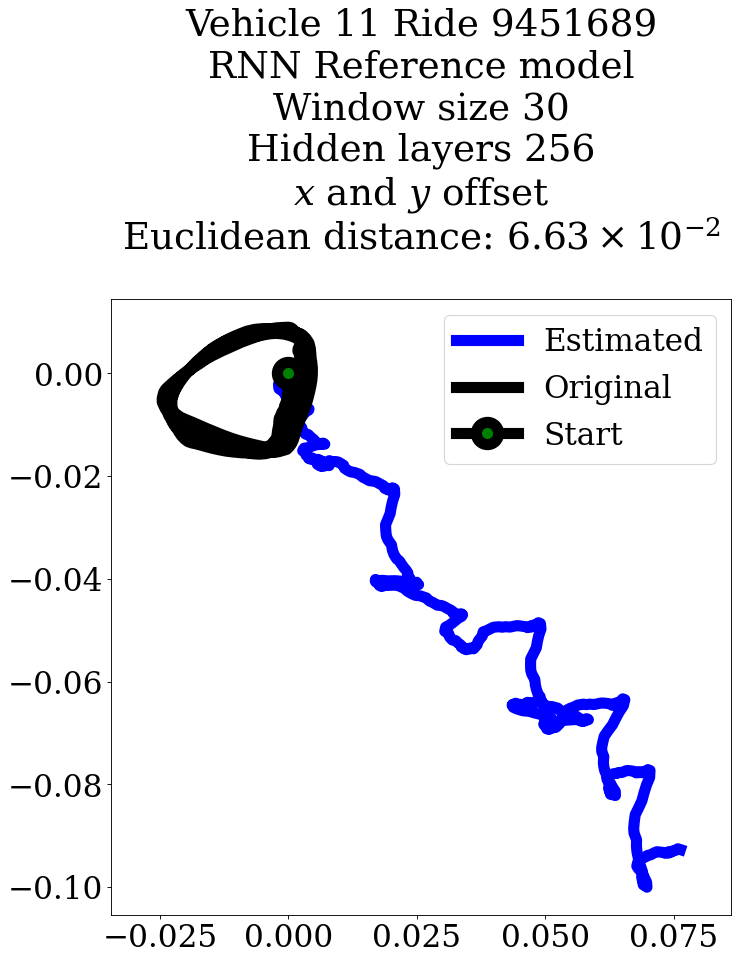 Vehicle 11 Ride 9451689
RNN Reference model
Window size 30
Hidden layers 256
x and y offset
Euclidean distance: 6.63 × 10⁻²
Estimated
Original
Start
0.00
−0.02
−0.04
−0.06
−0.08
−0.10
−0.025 0.000 0.025 0.050 0.075